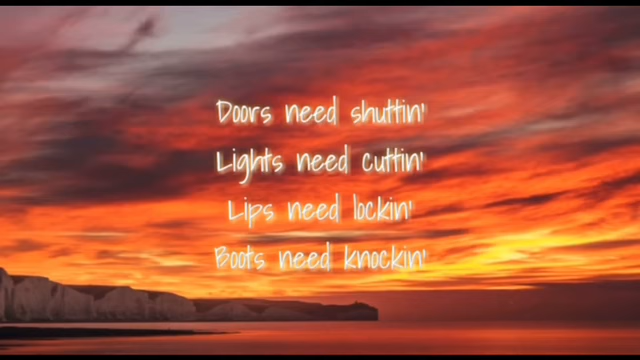 Doors need shuttin'
Lights need cuttin'
Lips need lockin'
Boots need knockin'